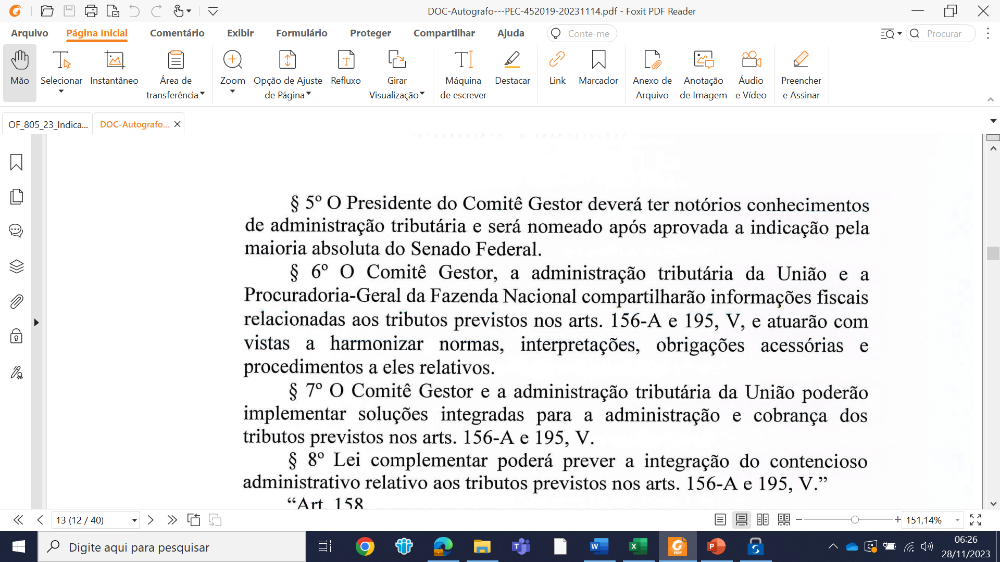 DOC-Autografo---PEC-452019-20231114.pdf - Foxit PDF Reader
Arquivo Página Inicial Comentário Exibir Formulário Proteger Compartilhar Ajuda Conte-me Procurar
Mão Selecionar Instantâneo Área de transferência Zoom Opção de Ajuste de Página Refluxo Girar Visualização Máquina de escrever Destacar Link Marcador Anexo de Arquivo Anotação de Imagem Áudio e Vídeo Preencher e Assinar
OF_805_23_Indica... DOC-Autografo...
§ 5º O Presidente do Comitê Gestor deverá ter notórios conhecimentos
de administração tributária e será nomeado após aprovada a indicação pela
maioria absoluta do Senado Federal.
§ 6º O Comitê Gestor, a administração tributária da União e a
Procuradoria-Geral da Fazenda Nacional compartilharão informações fiscais
relacionadas aos tributos previstos nos arts. 156-A e 195, V, e atuarão com
vistas a harmonizar normas, interpretações, obrigações acessórias e
procedimentos a eles relativos.
§ 7º O Comitê Gestor e a administração tributária da União poderão
implementar soluções integradas para a administração e cobrança dos
tributos previstos nos arts. 156-A e 195, V.
§ 8º Lei complementar poderá prever a integração do contencioso
administrativo relativo aos tributos previstos nos arts. 156-A e 195, V.”
“Art. 158.
13 (12 / 40) 151,14%
Digite aqui para pesquisar
06:26
28/11/2023